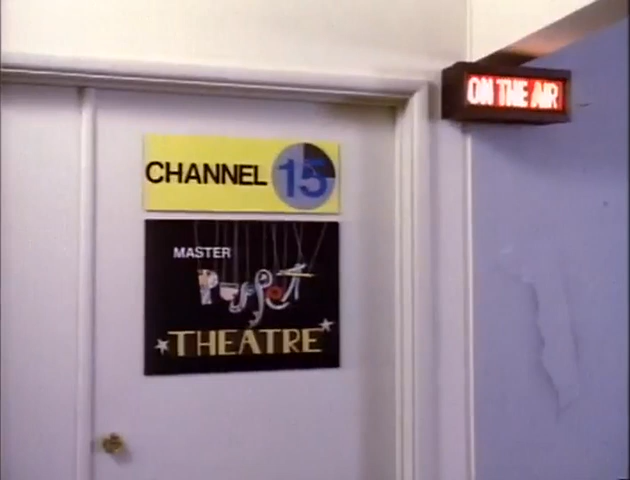 ON THE AIR
CHANNEL 15
MASTER
PUPPET
THEATRE